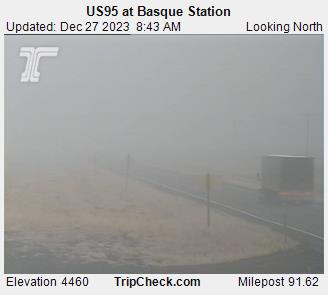 US95 at Basque Station
Updated: Dec 27 2023 8:43 AM Looking North
Elevation 4460 TripCheck.com Milepost 91.62